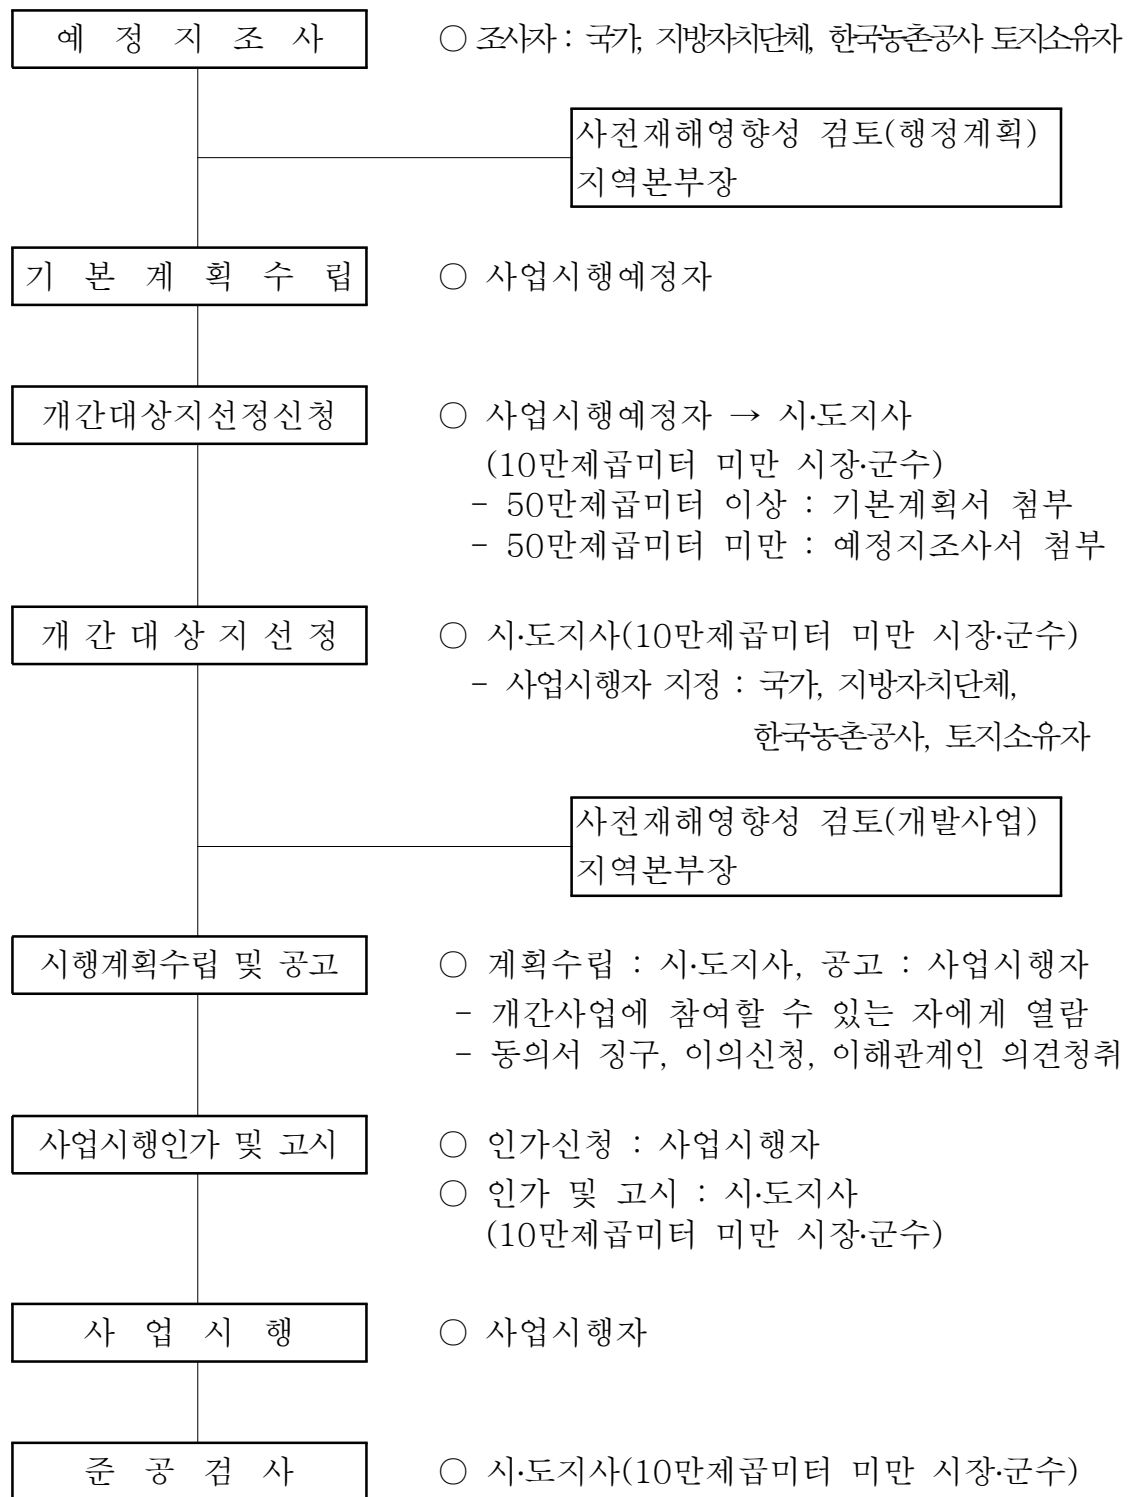 예 정 지 조 사
○ 조사자 : 국가, 지방자치단체, 한국농촌공사 토지소유자
사전재해영향성 검토(행정계획)
지역본부장
기 본 계 획 수 립
○ 사업시행예정자
개간대상지선정신청
○ 사업시행예정자 → 시·도지사
(10만제곱미터 미만 시장·군수)
- 50만제곱미터 이상 : 기본계획서 첨부
- 50만제곱미터 미만 : 예정지조사서 첨부
개 간 대 상 지 선 정
○ 시·도지사(10만제곱미터 미만 시장·군수)
- 사업시행자 지정 : 국가, 지방자치단체,
한국농촌공사, 토지소유자
사전재해영향성 검토(개발사업)
지역본부장
시행계획수립 및 공고
○ 계획수립 : 시·도지사, 공고 : 사업시행자
- 개간사업에 참여할 수 있는 자에게 열람
- 동의서 징구, 이의신청, 이해관계인 의견청취
사업시행인가 및 고시
○ 인가신청 : 사업시행자
○ 인가 및 고시 : 시·도지사
(10만제곱미터 미만 시장·군수)
사 업 시 행
○ 사업시행자
준 공 검 사
○ 시·도지사(10만제곱미터 미만 시장·군수)